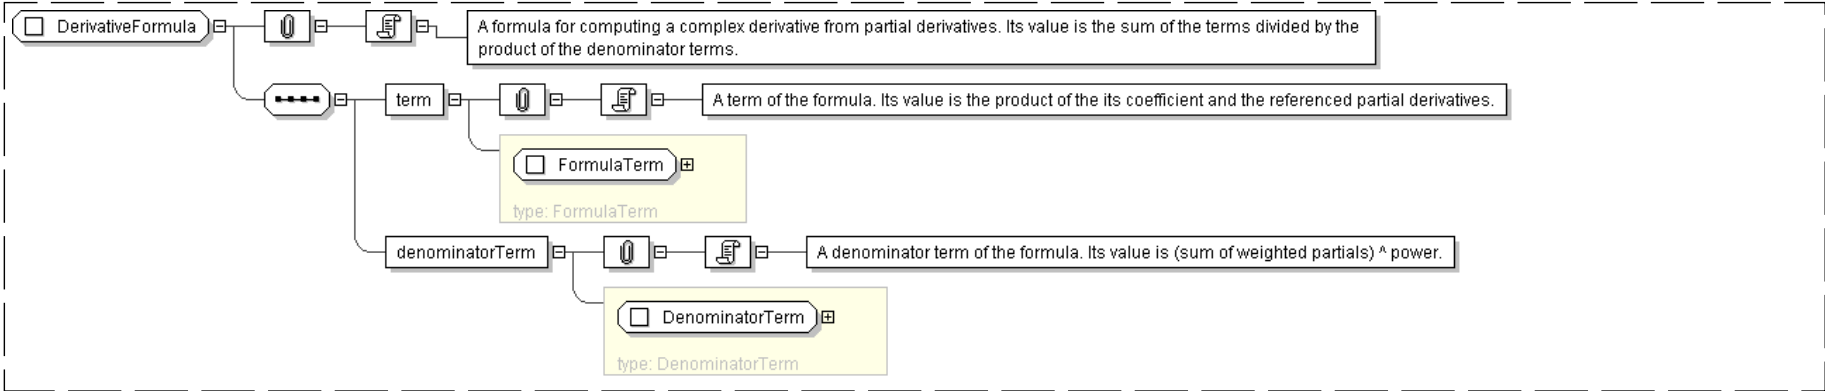 DerivativeFormula
A formula for computing a complex derivative from partial derivatives. Its value is the sum of the terms divided by the
product of the denominator terms.
term
A term of the formula. Its value is the product of the its coefficient and the referenced partial derivatives.
FormulaTerm
type: FormulaTerm
denominatorTerm
A denominator term of the formula. Its value is (sum of weighted partials) ^ power.
DenominatorTerm
type: DenominatorTerm